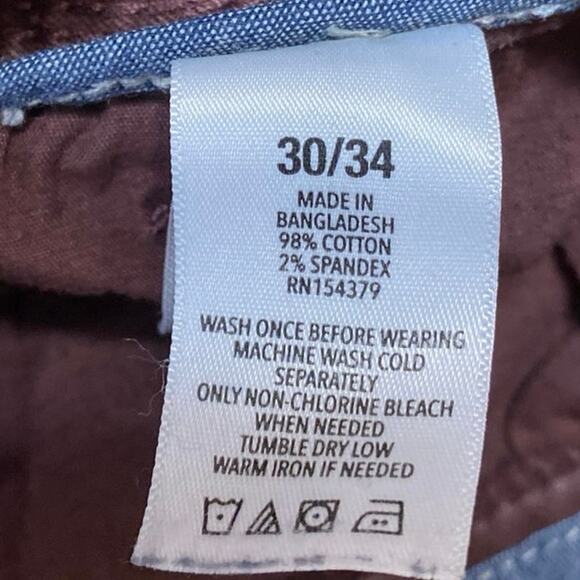 30/34
MADE IN
BANGLADESH
98% COTTON
2% SPANDEX
RN154379
WASH ONCE BEFORE WEARING
MACHINE WASH COLD
SEPARATELY
ONLY NON-CHLORINE BLEACH
WHEN NEEDED
TUMBLE DRY LOW
WARM IRON IF NEEDED